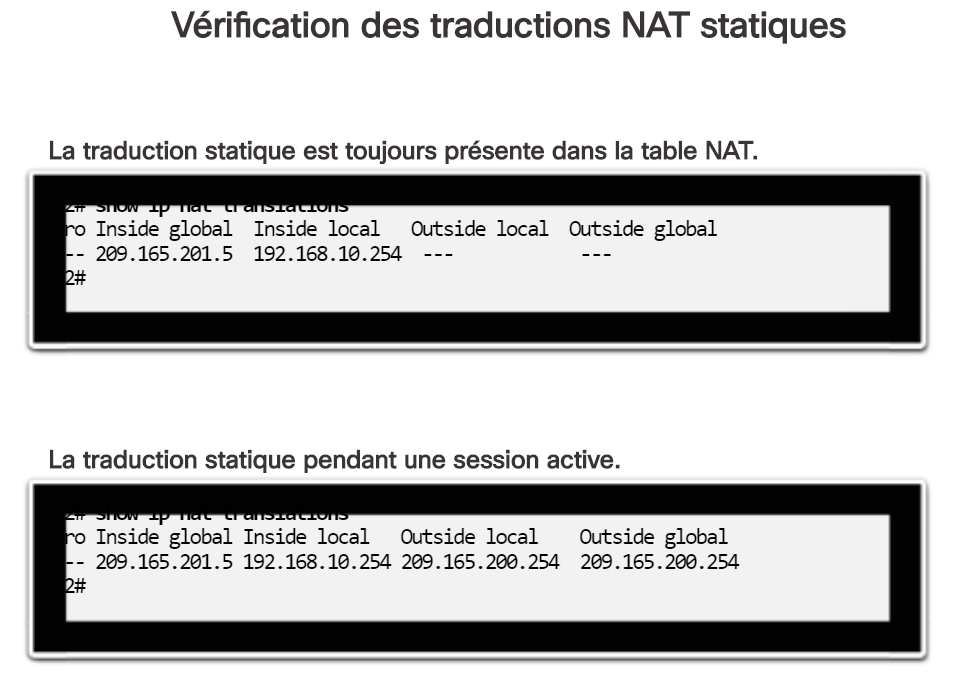 Vérification des traductions NAT statiques
La traduction statique est toujours présente dans la table NAT.
2# show ip nat translations
ro Inside global Inside local Outside local Outside global
-- 209.165.201.5 192.168.10.254 --- ---
2#
La traduction statique pendant une session active.
2# show ip nat translations
ro Inside global Inside local Outside local Outside global
-- 209.165.201.5 192.168.10.254 209.165.200.254 209.165.200.254
2#